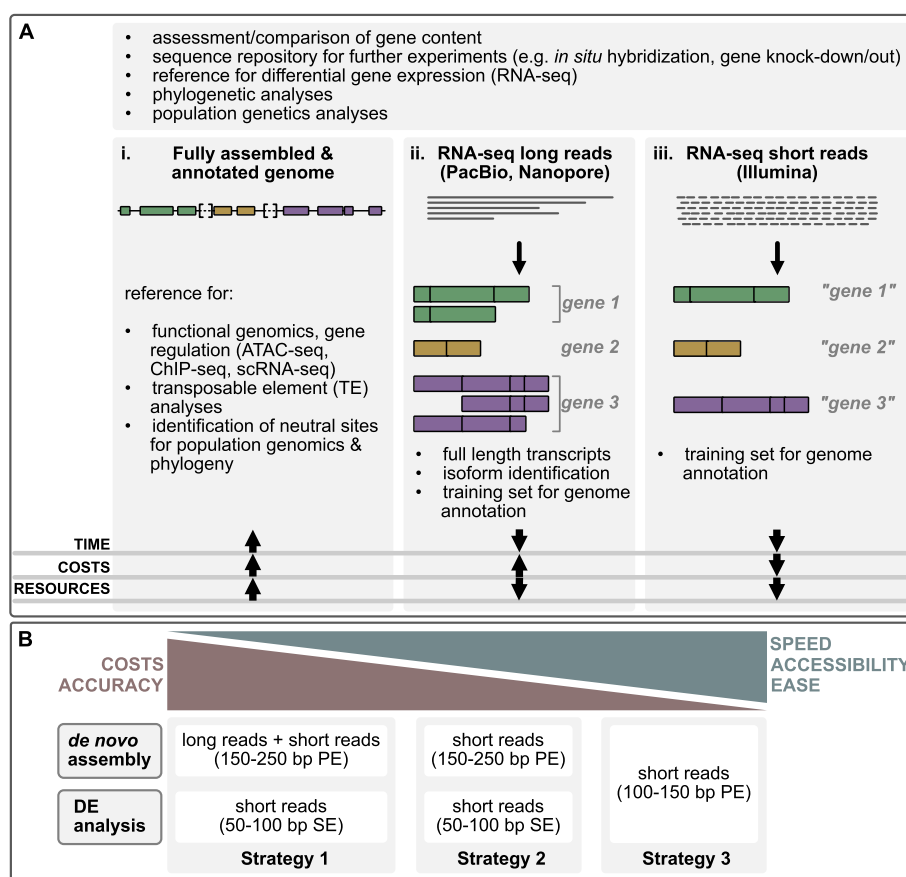 A
• assessment/comparison of gene content
• sequence repository for further experiments (e.g. in situ hybridization, gene knock-down/out)
• reference for differential gene expression (RNA-seq)
• phylogenetic analyses
• population genetics analyses
i. Fully assembled &
annotated genome
reference for:
• functional genomics, gene
regulation (ATAC-seq,
ChIP-seq, scRNA-seq)
• transposable element (TE)
analyses
• identification of neutral sites
for population genomics &
phylogeny
ii. RNA-seq long reads
(PacBio, Nanopore)
gene 1
gene 2
gene 3
• full length transcripts
• isoform identification
• training set for genome
annotation
iii. RNA-seq short reads
(Illumina)
"gene 1"
"gene 2"
"gene 3"
• training set for genome
annotation
TIME
COSTS
RESOURCES
B
COSTS
ACCURACY
SPEED
ACCESSIBILITY
EASE
de novo
assembly
long reads + short reads
(150-250 bp PE)
short reads
(150-250 bp PE)
short reads
(100-150 bp PE)
DE
analysis
short reads
(50-100 bp SE)
short reads
(50-100 bp SE)
Strategy 1
Strategy 2
Strategy 3